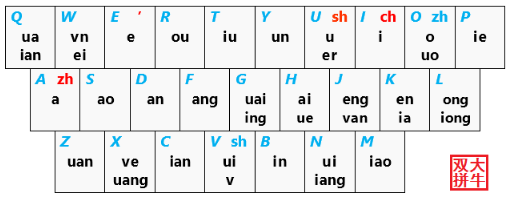 Q W E ' R T Y U sh I ch O zh P
ua vn e ou iu un u i o ie
ian ei er uo
A zh S D F G H J K L
a ao an ang uai ai eng en ong
ing ue van ia iong
Z X C V sh B N M
uan ve ian ui in ui iao
uang v iang
双大
拼牛